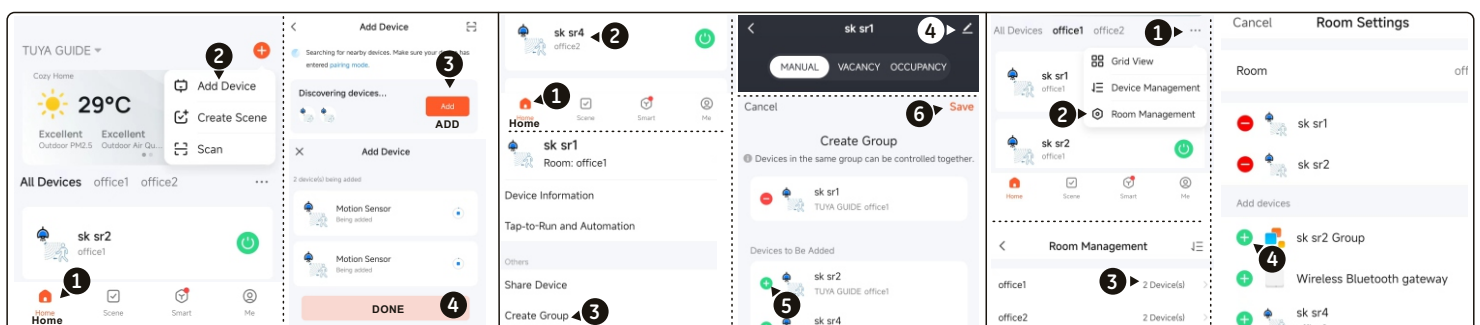 TUYA GUIDE
2
Cozy Home
29°C
Excellent Excellent
Outdoor PM2.5 Outdoor Air Qu...
Add Device
Create Scene
Scan
All Devices office1 office2 ...
sk sr2
office1
1
Home Scene Smart Me
Home
Add Device
Searching for nearby devices. Make sure your device has
entered pairing mode.
3
Discovering devices...
Add
ADD
Add Device
2 device(s) being added
Motion Sensor
Being added
Motion Sensor
Being added
DONE
4
sk sr4
office2
2
1
Home Scene Smart Me
Home
sk sr1
Room: office1
Device Information
Tap-to-Run and Automation
Others
Share Device
Create Group
3
sk sr1
4
MANUAL VACANCY OCCUPANCY
Cancel
6
Save
Create Group
Devices in the same group can be controlled together.
sk sr1
TUYA GUIDE office1
Devices to Be Added
sk sr2
TUYA GUIDE office1
5
sk sr4
All Devices office1 office2
1
...
Grid View
Device Management
2
Room Management
sk sr1
office1
sk sr2
office1
Home Scene Smart Me
Room Management
office1
3
2 Device(s)
office2
2 Device(s)
Cancel Room Settings
Room off
sk sr1
sk sr2
Add devices
sk sr2 Group
4
Wireless Bluetooth gateway
sk sr4